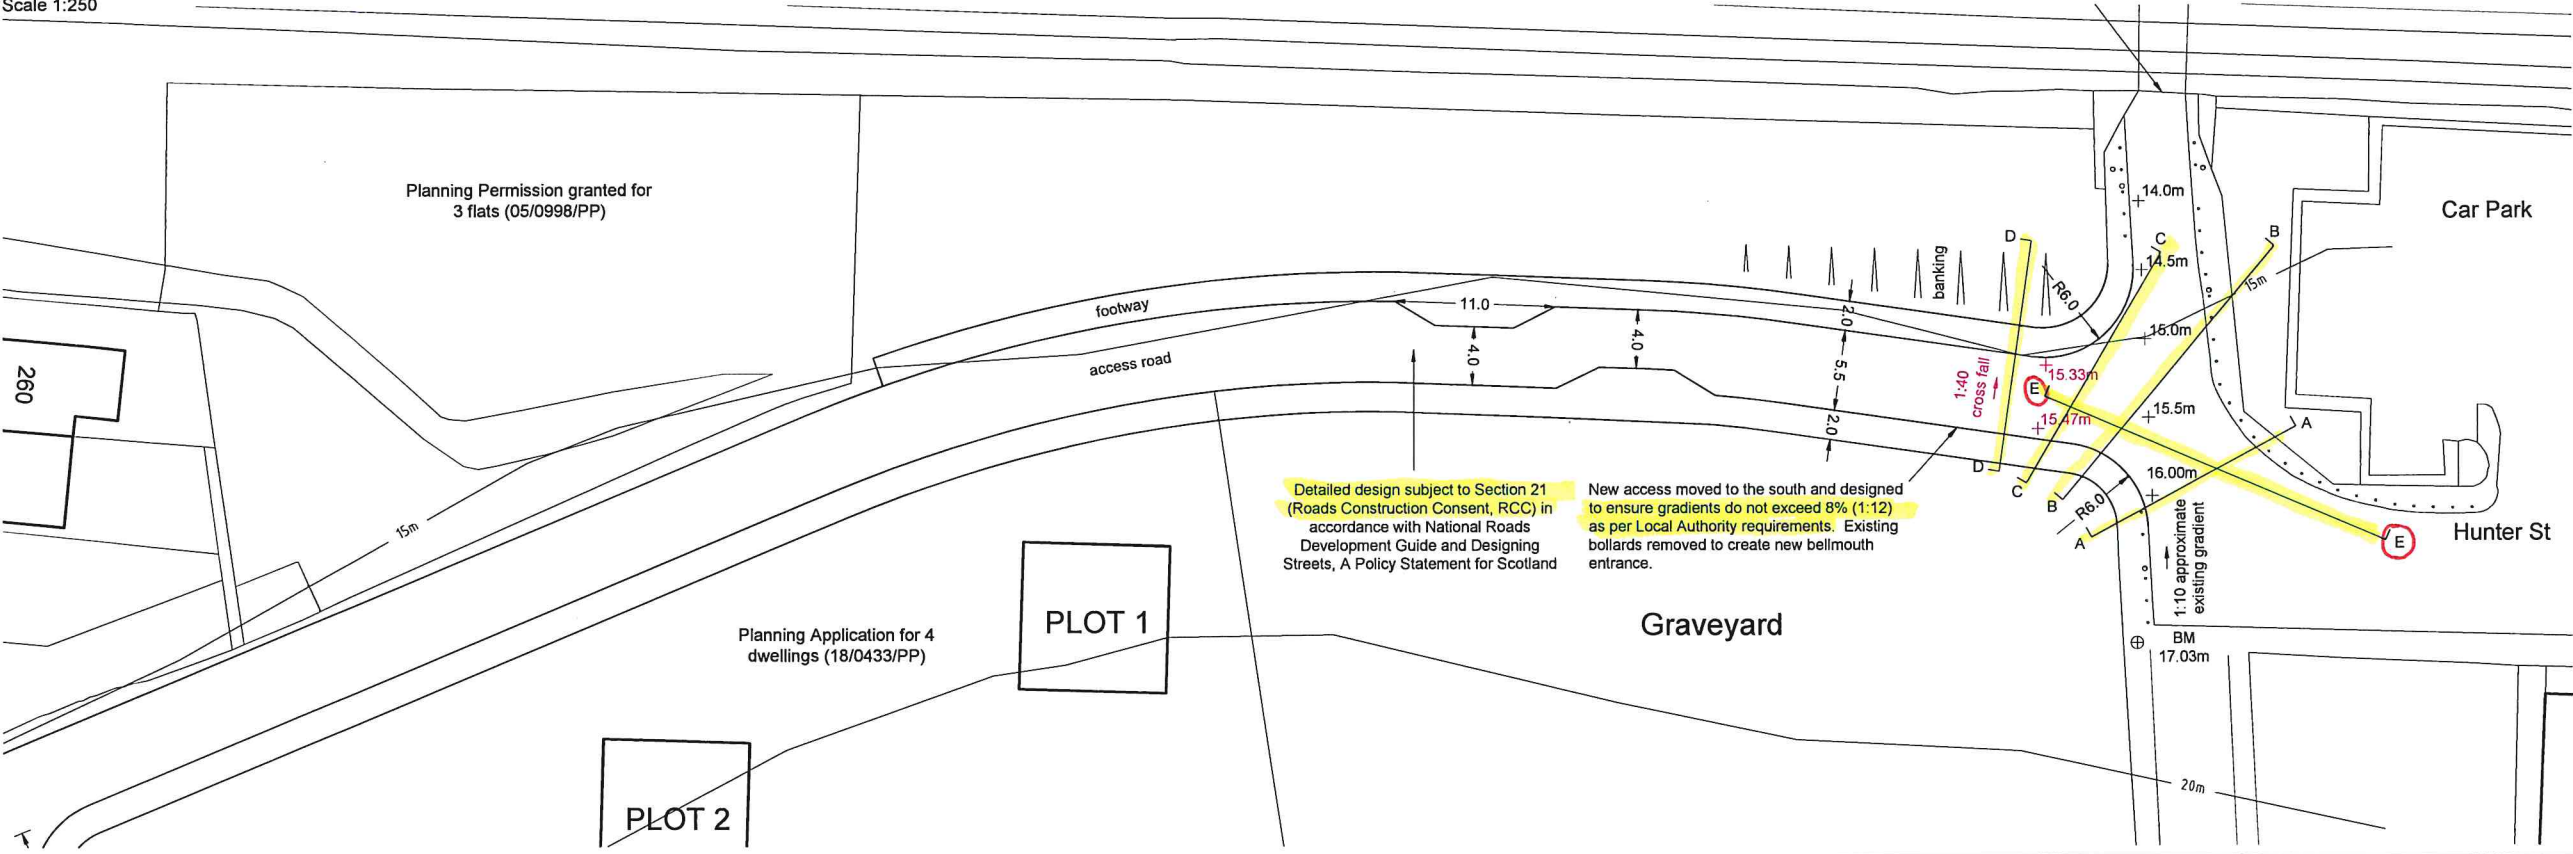 Scale 1:250
Planning Permission granted for
3 flats (05/0998/PP)
260
15m
footway
access road
11.0
4.0
4.0
2.0
5.5
2.0
banking
1:40
cross fall
D
D
C
C
B
B
A
A
E
E
R6.0
R6.0
14.0m
14.5m
15.0m
15m
15.33m
15.47m
15.5m
16.00m
Car Park
Hunter St
1:10 approximate
existing gradient
BM
17.03m
Detailed design subject to Section 21
(Roads Construction Consent, RCC) in
accordance with National Roads
Development Guide and Designing
Streets, A Policy Statement for Scotland
New access moved to the south and designed
to ensure gradients do not exceed 8% (1:12)
as per Local Authority requirements. Existing
bollards removed to create new bellmouth
entrance.
Graveyard
Planning Application for 4
dwellings (18/0433/PP)
PLOT 1
PLOT 2
20m